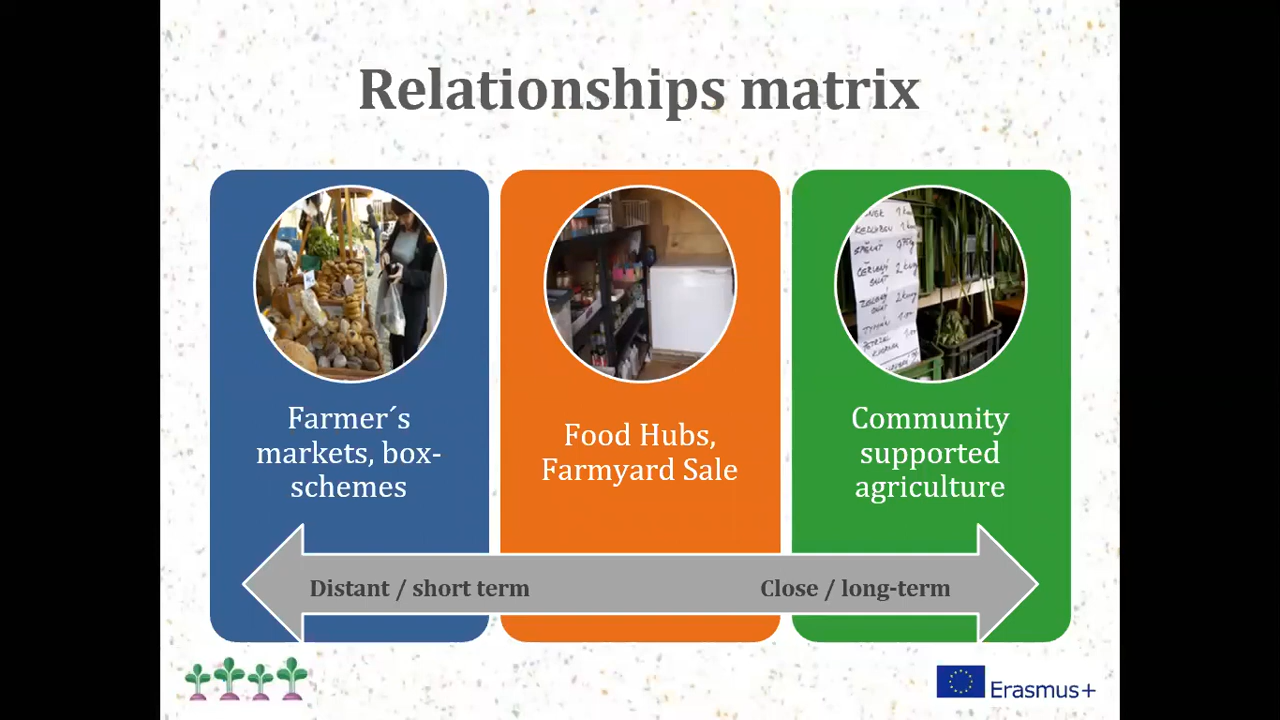 Relationships matrix
Farmer´s
markets, box-
schemes
Food Hubs,
Farmyard Sale
Community
supported
agriculture
Distant / short term
Close / long-term
Erasmus+